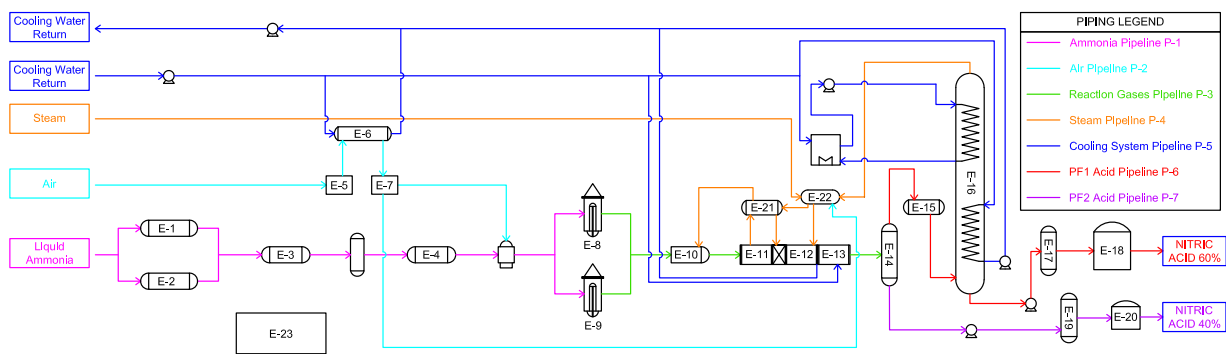 Cooling Water
Return
Cooling Water
Return
Steam
Air
Liquid
Ammonia
E-1
E-2
E-3
E-4
E-5
E-6
E-7
E-8
E-9
E-10
E-11
E-12
E-13
E-14
E-15
E-16
E-17
E-18
E-19
E-20
E-21
E-22
E-23
NITRIC
ACID 60%
NITRIC
ACID 40%
PIPING LEGEND
Ammonia Pipeline P-1
Air Pipeline P-2
Reaction Gases Pipeline P-3
Steam Pipeline P-4
Cooling System Pipeline P-5
PF1 Acid Pipeline P-6
PF2 Acid Pipeline P-7